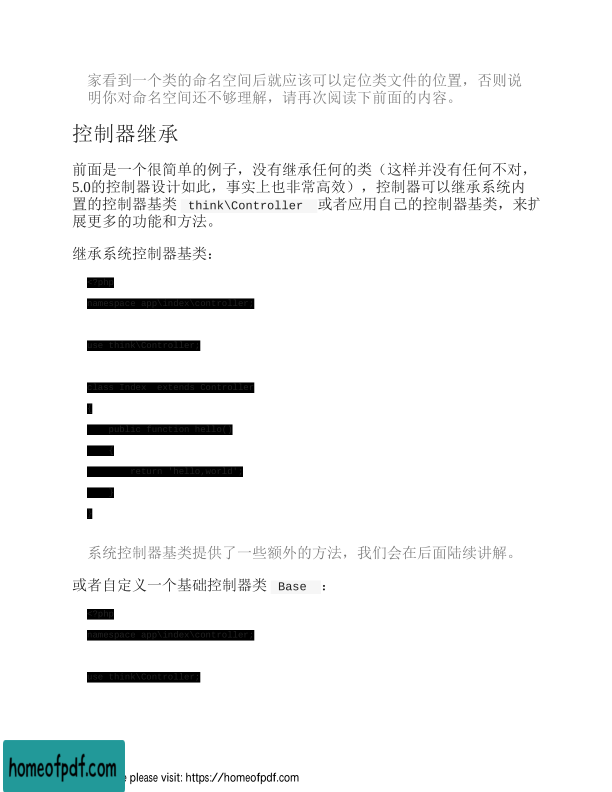 家看到一个类的命名空间后就应该可以定位类文件的位置，否则说
明你对命名空间还不够理解，请再次阅读下前面的内容。
控制器继承
前面是一个很简单的例子，没有继承任何的类（这样并没有任何不对，
5.0的控制器设计如此，事实上也非常高效），控制器可以继承系统内
置的控制器基类 think\Controller 或者应用自己的控制器基类，来扩
展更多的功能和方法。
继承系统控制器基类：
<?php
namespace app\index\controller;
use think\Controller;
class Index  extends Controller
public function hello()
return 'hello,world';
系统控制器基类提供了一些额外的方法，我们会在后面陆续讲解。
或者自定义一个基础控制器类 Base ：
<?php
namespace app\index\controller;
use think\Controller;
homeofpdf.com
e please visit: https://homeofpdf.com